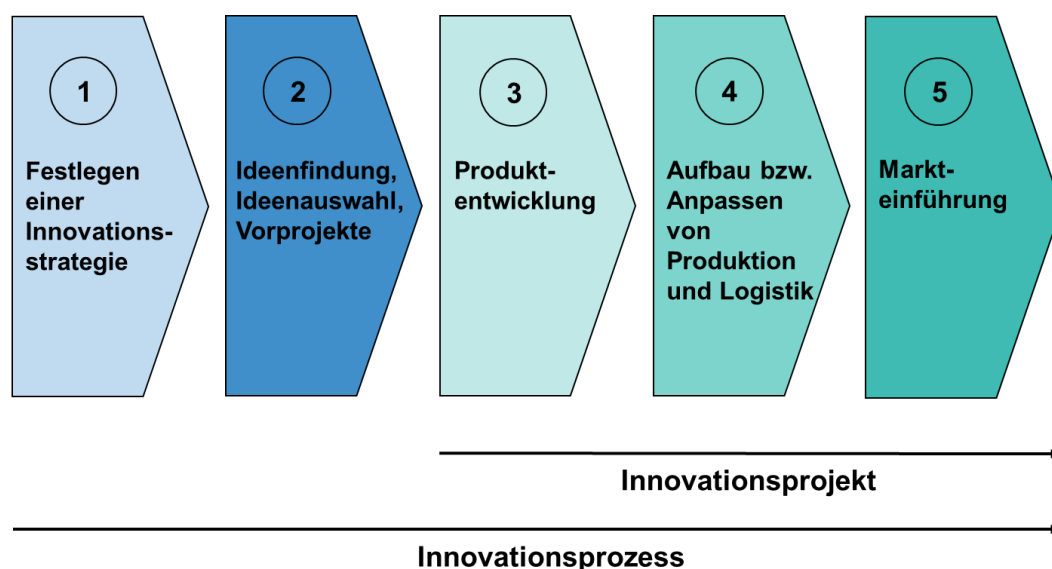 1
Festlegen
einer
Innovations-
strategie
2
Ideenfindung,
Ideenauswahl,
Vorprojekte
3
Produkt-
entwicklung
4
Aufbau bzw.
Anpassen
von
Produktion
und Logistik
5
Markt-
einführung
Innovationsprojekt
Innovationsprozess